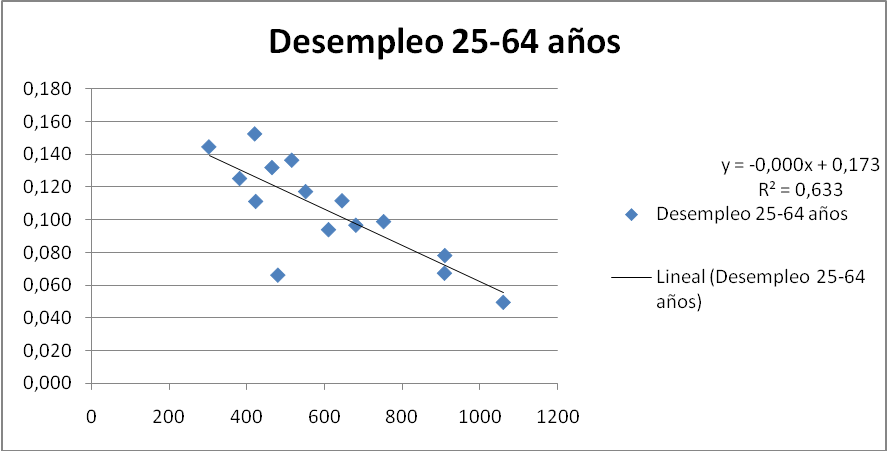 Desempleo 25-64 años
0,180
0,160
0,140
0,120
0,100
0,080
0,060
0,040
0,020
0,000
0 200 400 600 800 1000 1200
y = -0,000x + 0,173
R² = 0,633
Desempleo 25-64 años
Lineal (Desempleo 25-64
años)